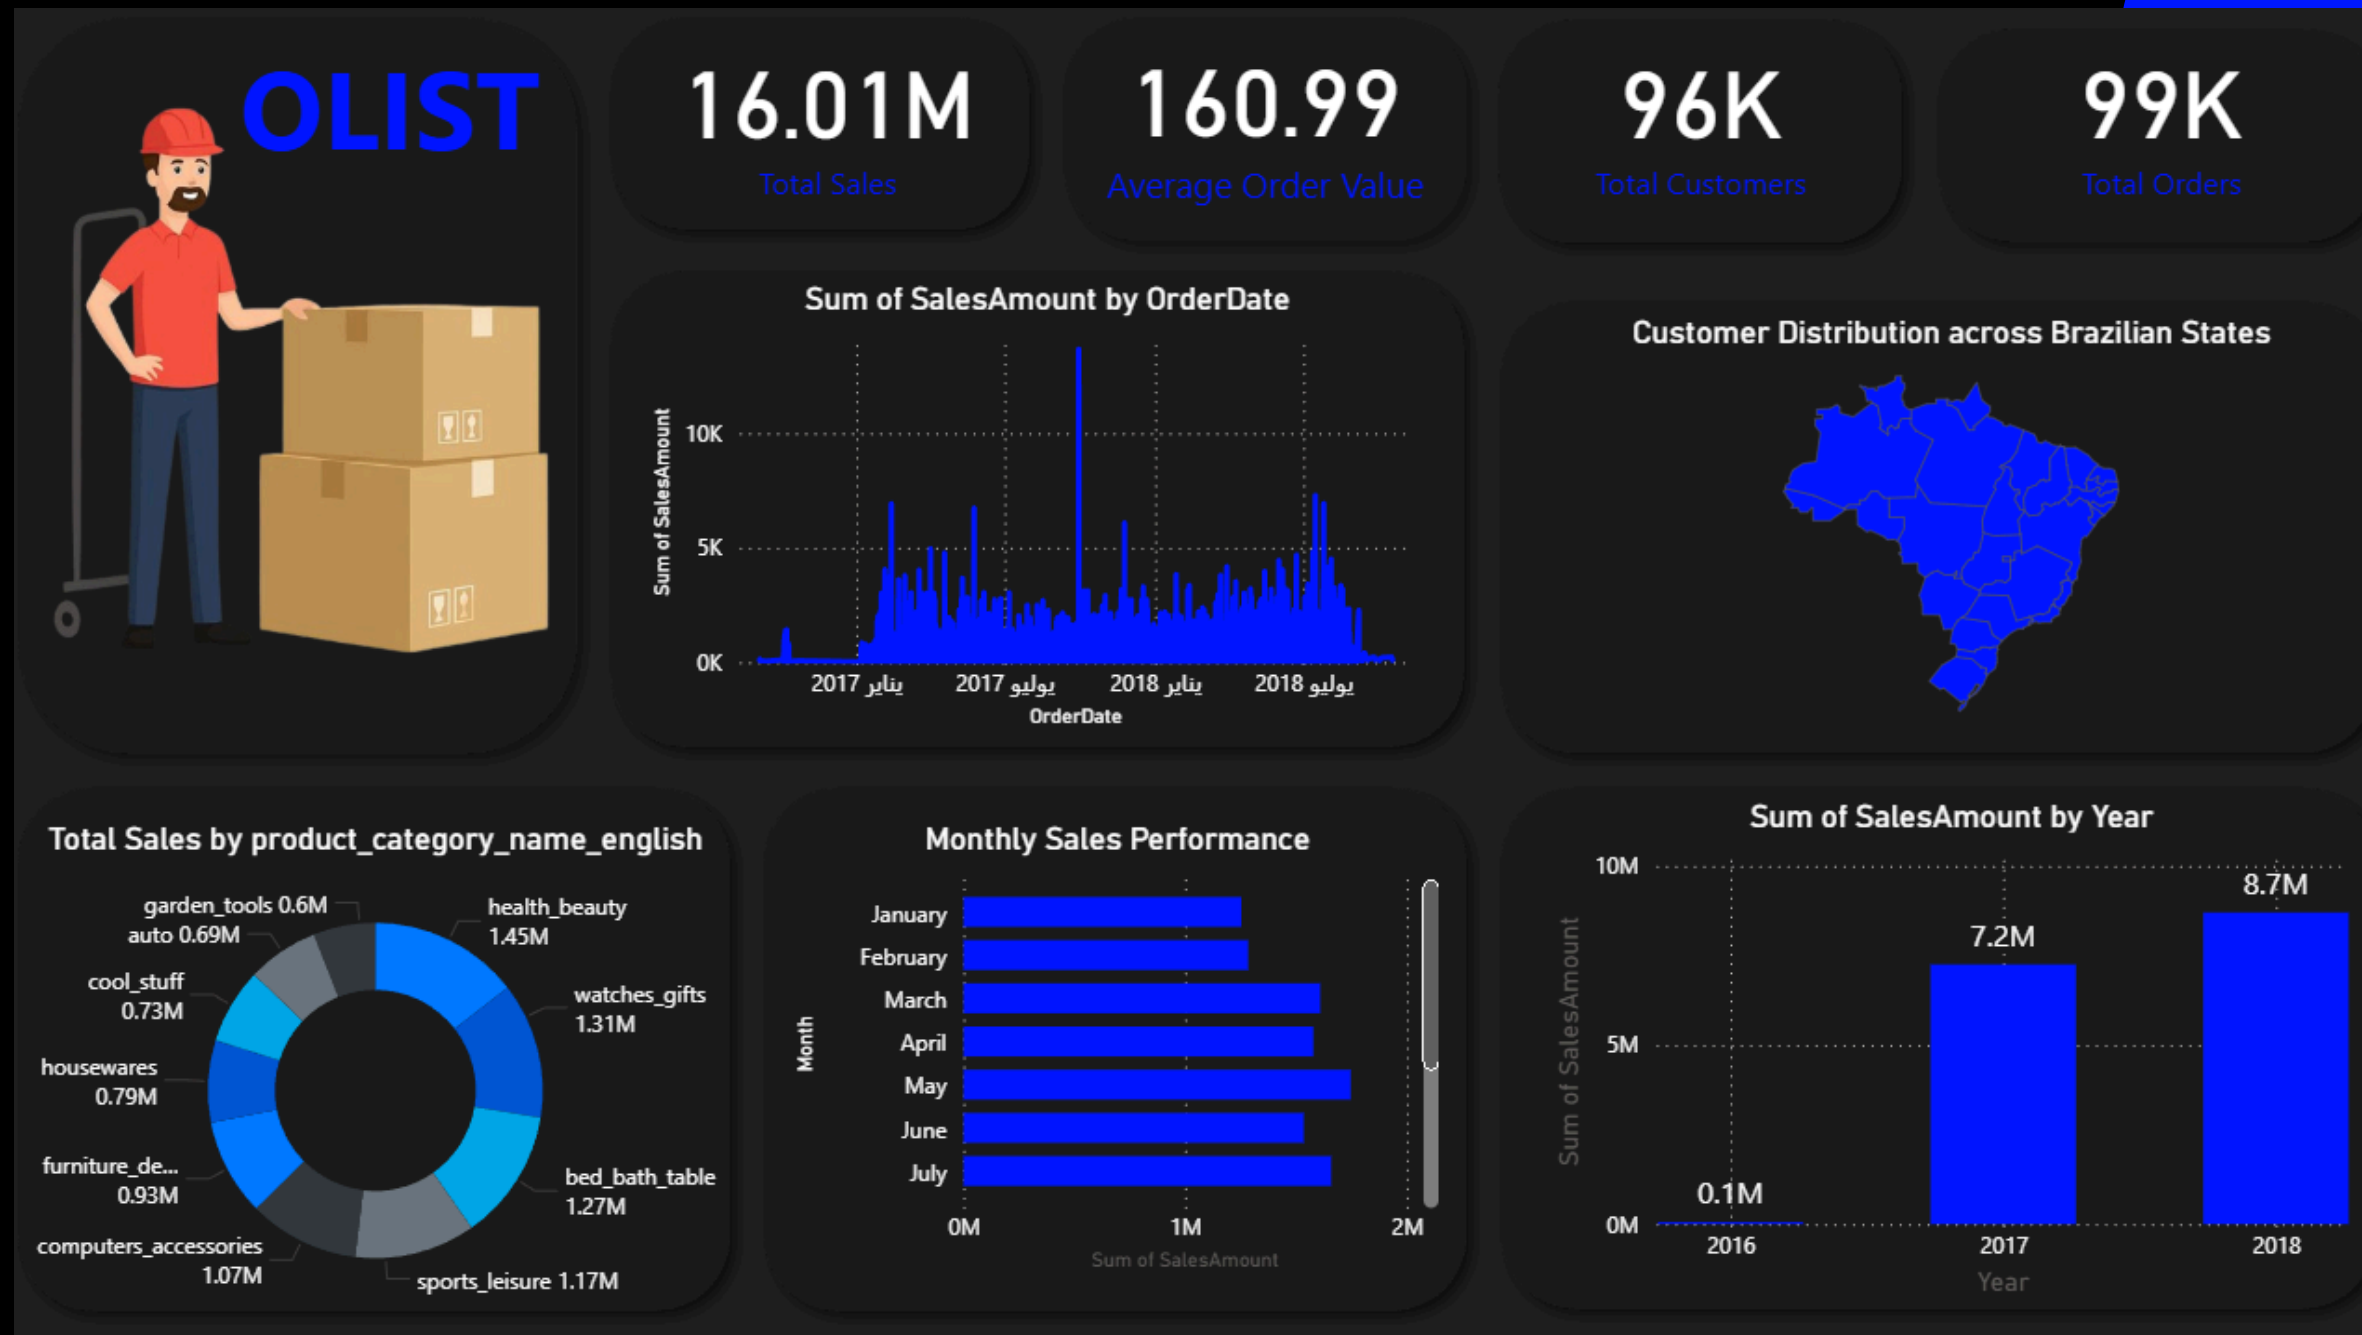 OLIST
16.01M
Total Sales
160.99
Average Order Value
96K
Total Customers
99K
Total Orders
Sum of SalesAmount by OrderDate
Sum of SalesAmount
10K
5K
0K
يناير 2017
يوليو 2017
يناير 2018
يوليو 2018
OrderDate
Customer Distribution across Brazilian States
Total Sales by product_category_name_english
garden_tools 0.6M
auto 0.69M
cool_stuff
0.73M
housewares
0.79M
furniture_de...
0.93M
computers_accessories
1.07M
sports_leisure 1.17M
bed_bath_table
1.27M
watches_gifts
1.31M
health_beauty
1.45M
Monthly Sales Performance
Month
January
February
March
April
May
June
July
0M
1M
2M
Sum of SalesAmount
Sum of SalesAmount by Year
Sum of SalesAmount
10M
5M
0M
0.1M
7.2M
8.7M
2016
2017
2018
Year